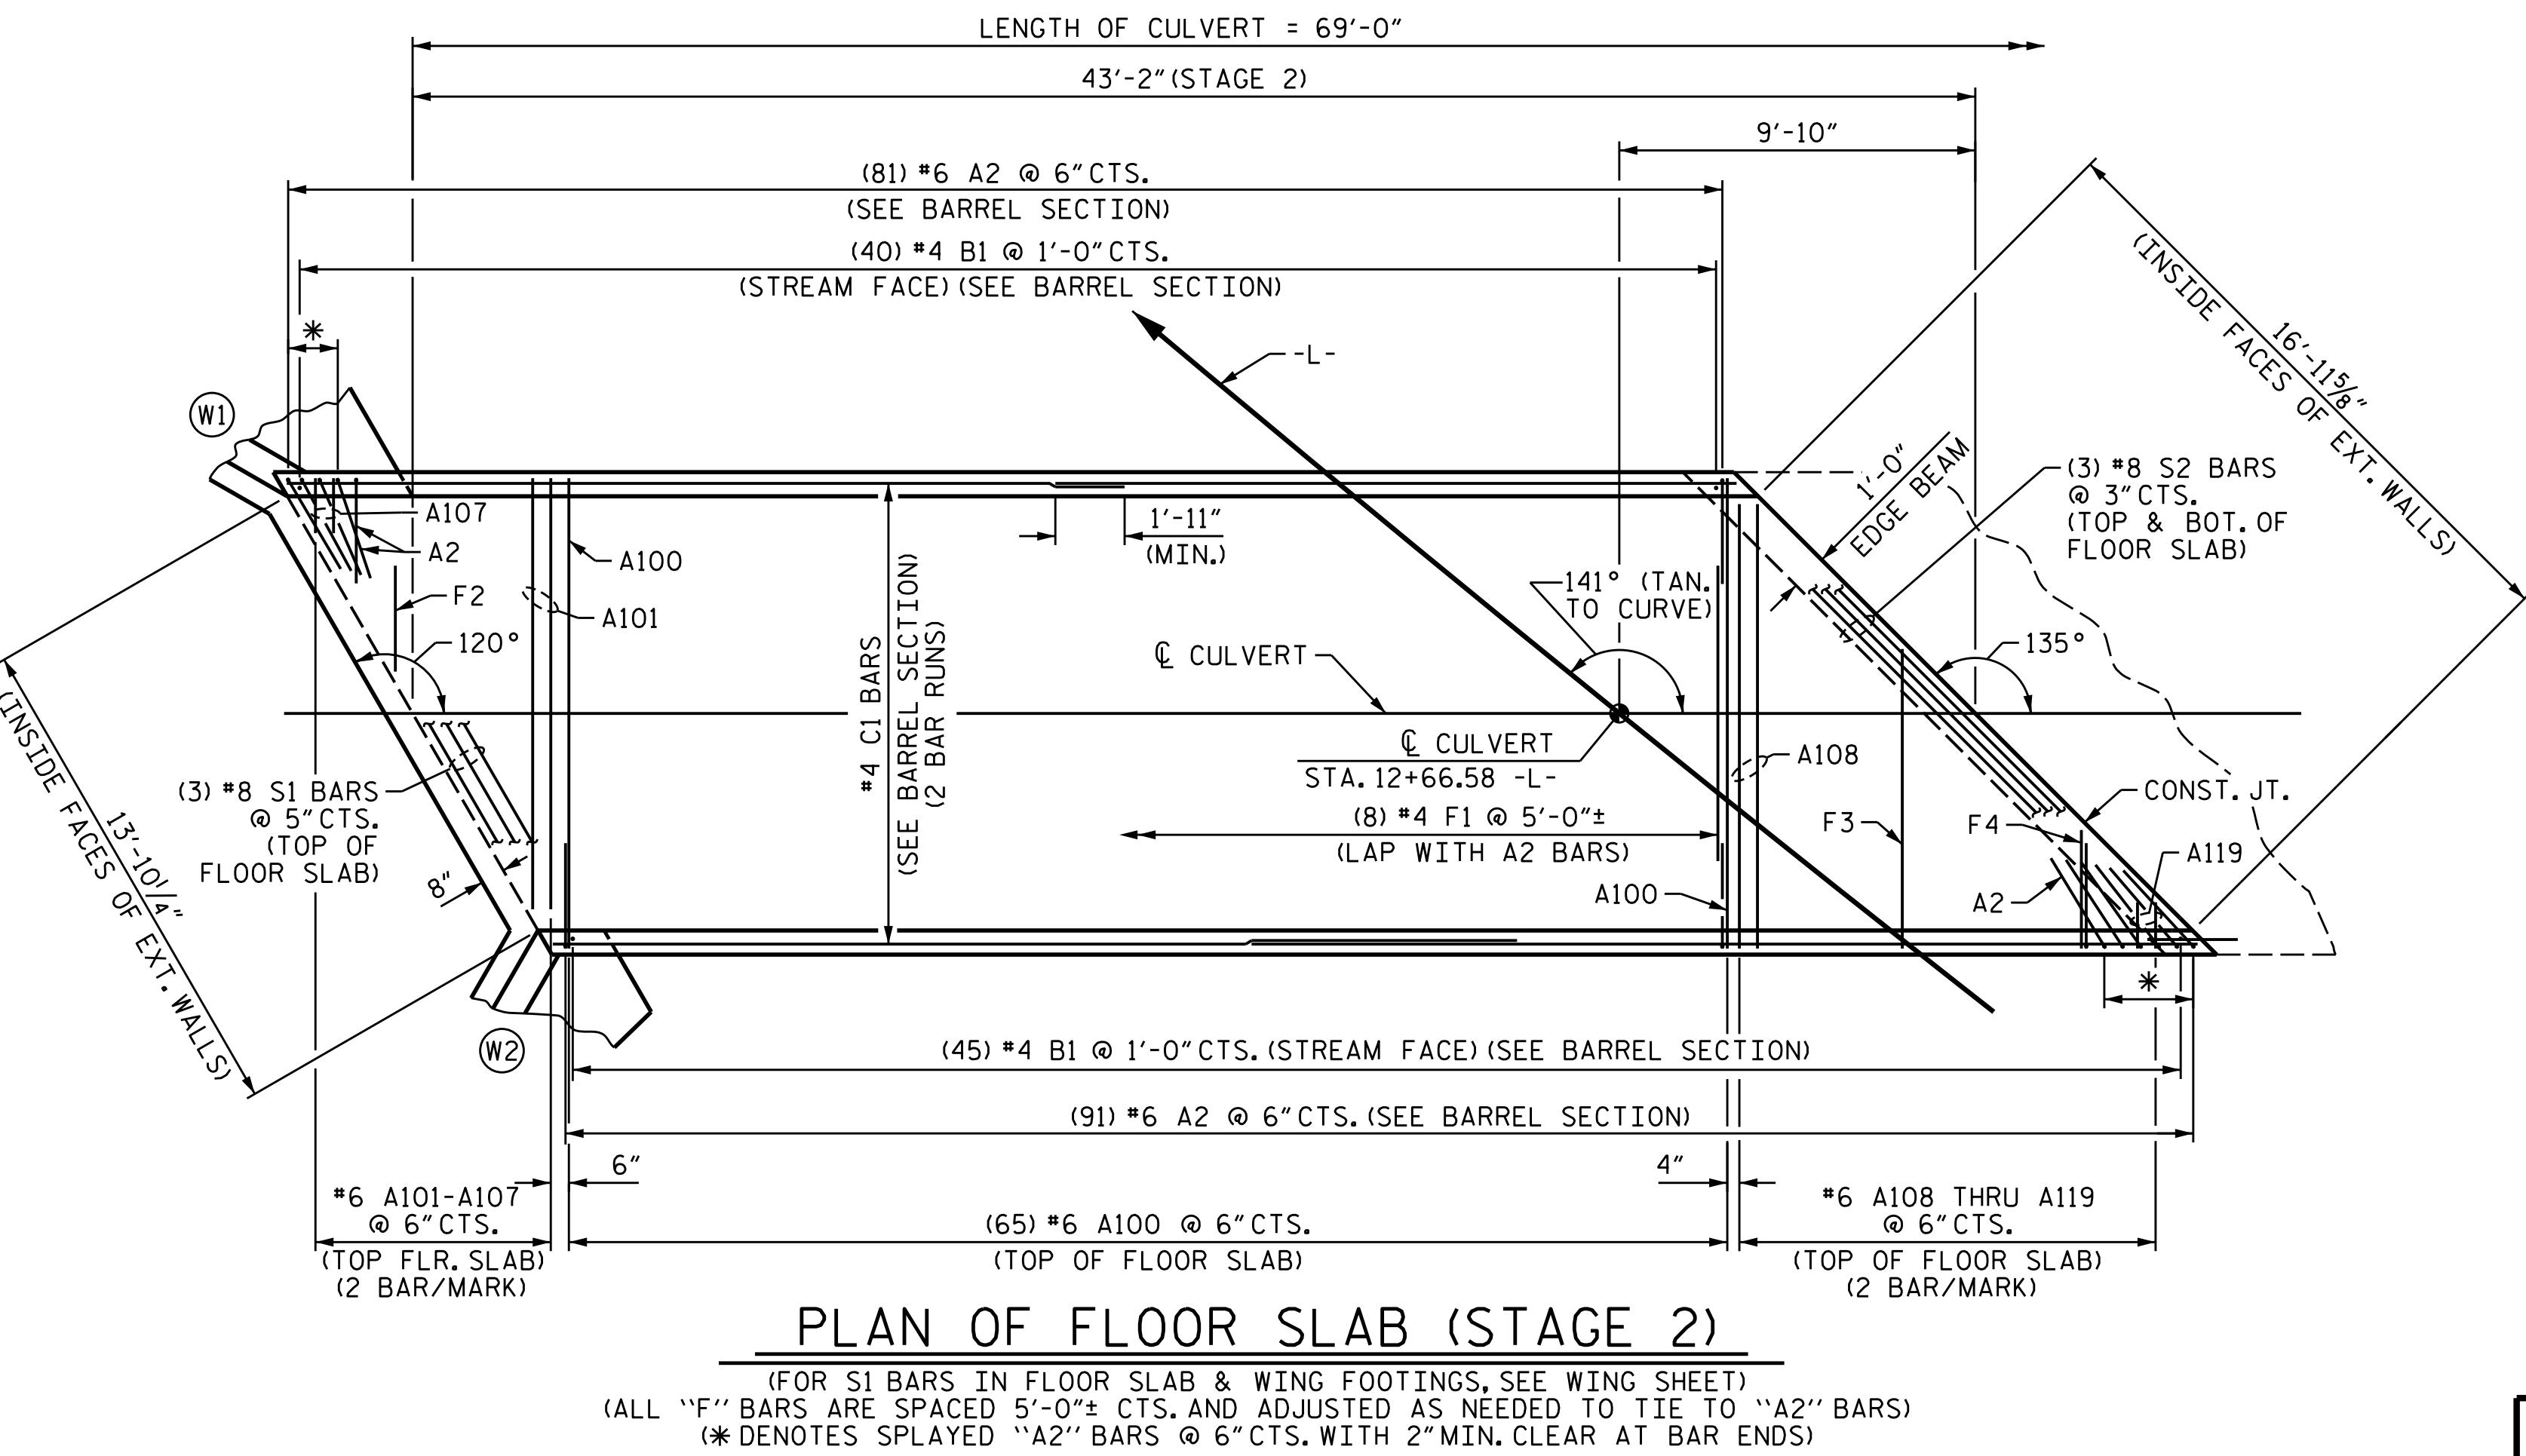 LENGTH OF CULVERT = 69'-0"
43'-2" (STAGE 2)
9'-10"
(81) #6 A2 @ 6" CTS.
(SEE BARREL SECTION)
(40) #4 B1 @ 1'-0" CTS.
(STREAM FACE) (SEE BARREL SECTION)
16'-11⅝"
(INSIDE FACES OF EXT. WALLS)
*
-L-
W1
1'-0"
EDGE BEAM
(3) #8 S2 BARS
@ 3" CTS.
(TOP & BOT. OF
FLOOR SLAB)
A107
A2
A100
1'-11"
(MIN.)
F2
A101
141° (TAN.
TO CURVE)
120°
135°
℄ CULVERT
#4 C1 BARS
(SEE BARREL SECTION)
(2 BAR RUNS)
℄ CULVERT
STA. 12+66.58 -L-
A108
(3) #8 S1 BARS
@ 5" CTS.
(TOP OF
FLOOR SLAB)
13'-10¼"
(INSIDE FACES OF EXT. WALLS)
8"
(8) #4 F1 @ 5'-0"±
(LAP WITH A2 BARS)
F3
F4
CONST. JT.
A119
A100
A2
*
W2
(45) #4 B1 @ 1'-0" CTS. (STREAM FACE) (SEE BARREL SECTION)
(91) #6 A2 @ 6" CTS. (SEE BARREL SECTION)
6"
4"
#6 A101-A107
@ 6" CTS.
(TOP FLR. SLAB)
(2 BAR/MARK)
(65) #6 A100 @ 6" CTS.
(TOP OF FLOOR SLAB)
#6 A108 THRU A119
@ 6" CTS.
(TOP OF FLOOR SLAB)
(2 BAR/MARK)
PLAN OF FLOOR SLAB (STAGE 2)
(FOR S1 BARS IN FLOOR SLAB & WING FOOTINGS, SEE WING SHEET)
(ALL "F" BARS ARE SPACED 5'-0"± CTS. AND ADJUSTED AS NEEDED TO TIE TO "A2" BARS)
(* DENOTES SPLAYED "A2" BARS @ 6" CTS. WITH 2" MIN. CLEAR AT BAR ENDS)